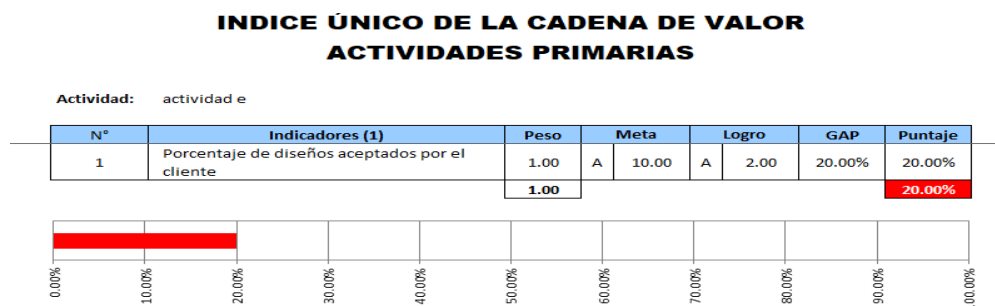 INDICE ÚNICO DE LA CADENA DE VALOR
ACTIVIDADES PRIMARIAS
Actividad: actividad e
N° Indicadores (1) Peso Meta Logro GAP Puntaje
1 Porcentaje de diseños aceptados por el cliente 1.00 A 10.00 A 2.00 20.00% 20.00%
1.00 20.00%
0.00% 10.00% 20.00% 30.00% 40.00% 50.00% 60.00% 70.00% 80.00% 90.00% 00.00%